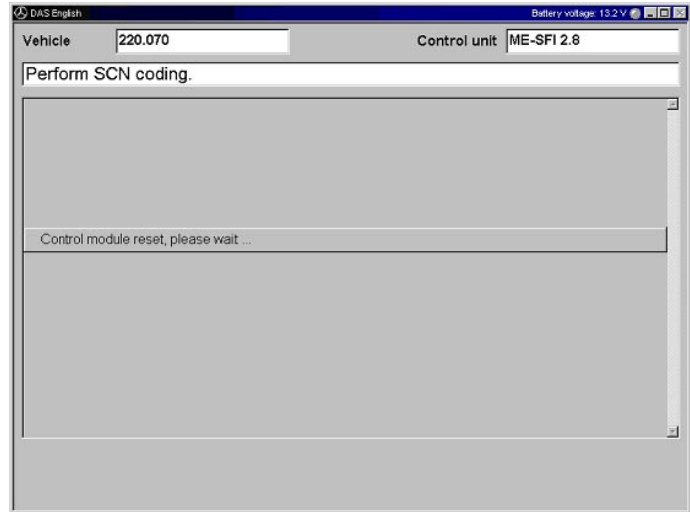 DAS English Battery voltage: 13.2 V
Vehicle 220.070 Control unit ME-SFI 2.8
Perform SCN coding.
Control module reset, please wait ...